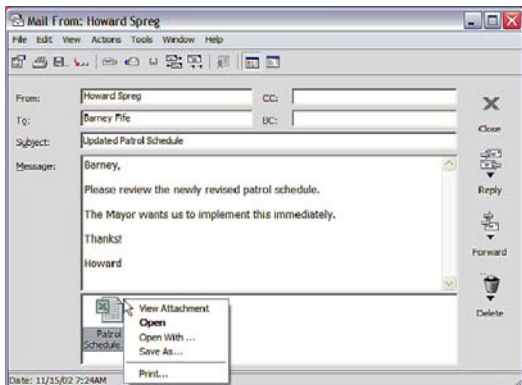 Mail From: Howard Spreg
File Edit View Actions Tools Window Help
From: Howard Spreg CC:
To: Barney Fife BC:
Subject: Updated Patrol Schedule
Message: Barney,
Please review the newly revised patrol schedule.
The Mayor wants us to implement this immediately.
Thanks!
Howard
Close
Reply
Forward
Delete
Patrol
Schedule.
View Attachment
Open
Open With ...
Save As...
Print...
Date: 11/15/02 7:24AM